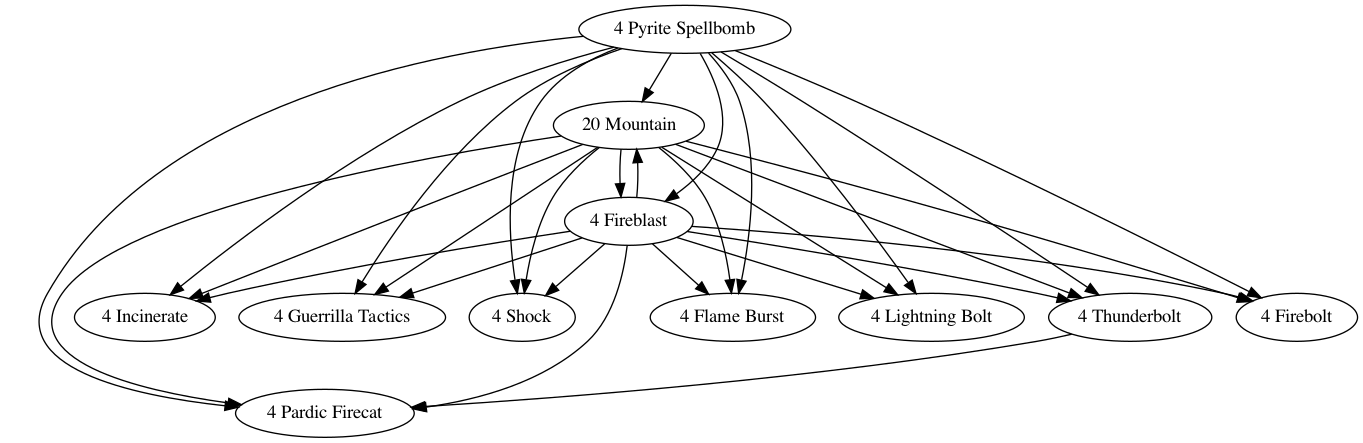 4 Pyrite Spellbomb
20 Mountain
4 Fireblast
4 Incinerate
4 Guerrilla Tactics
4 Shock
4 Flame Burst
4 Lightning Bolt
4 Thunderbolt
4 Firebolt
4 Pardic Firecat